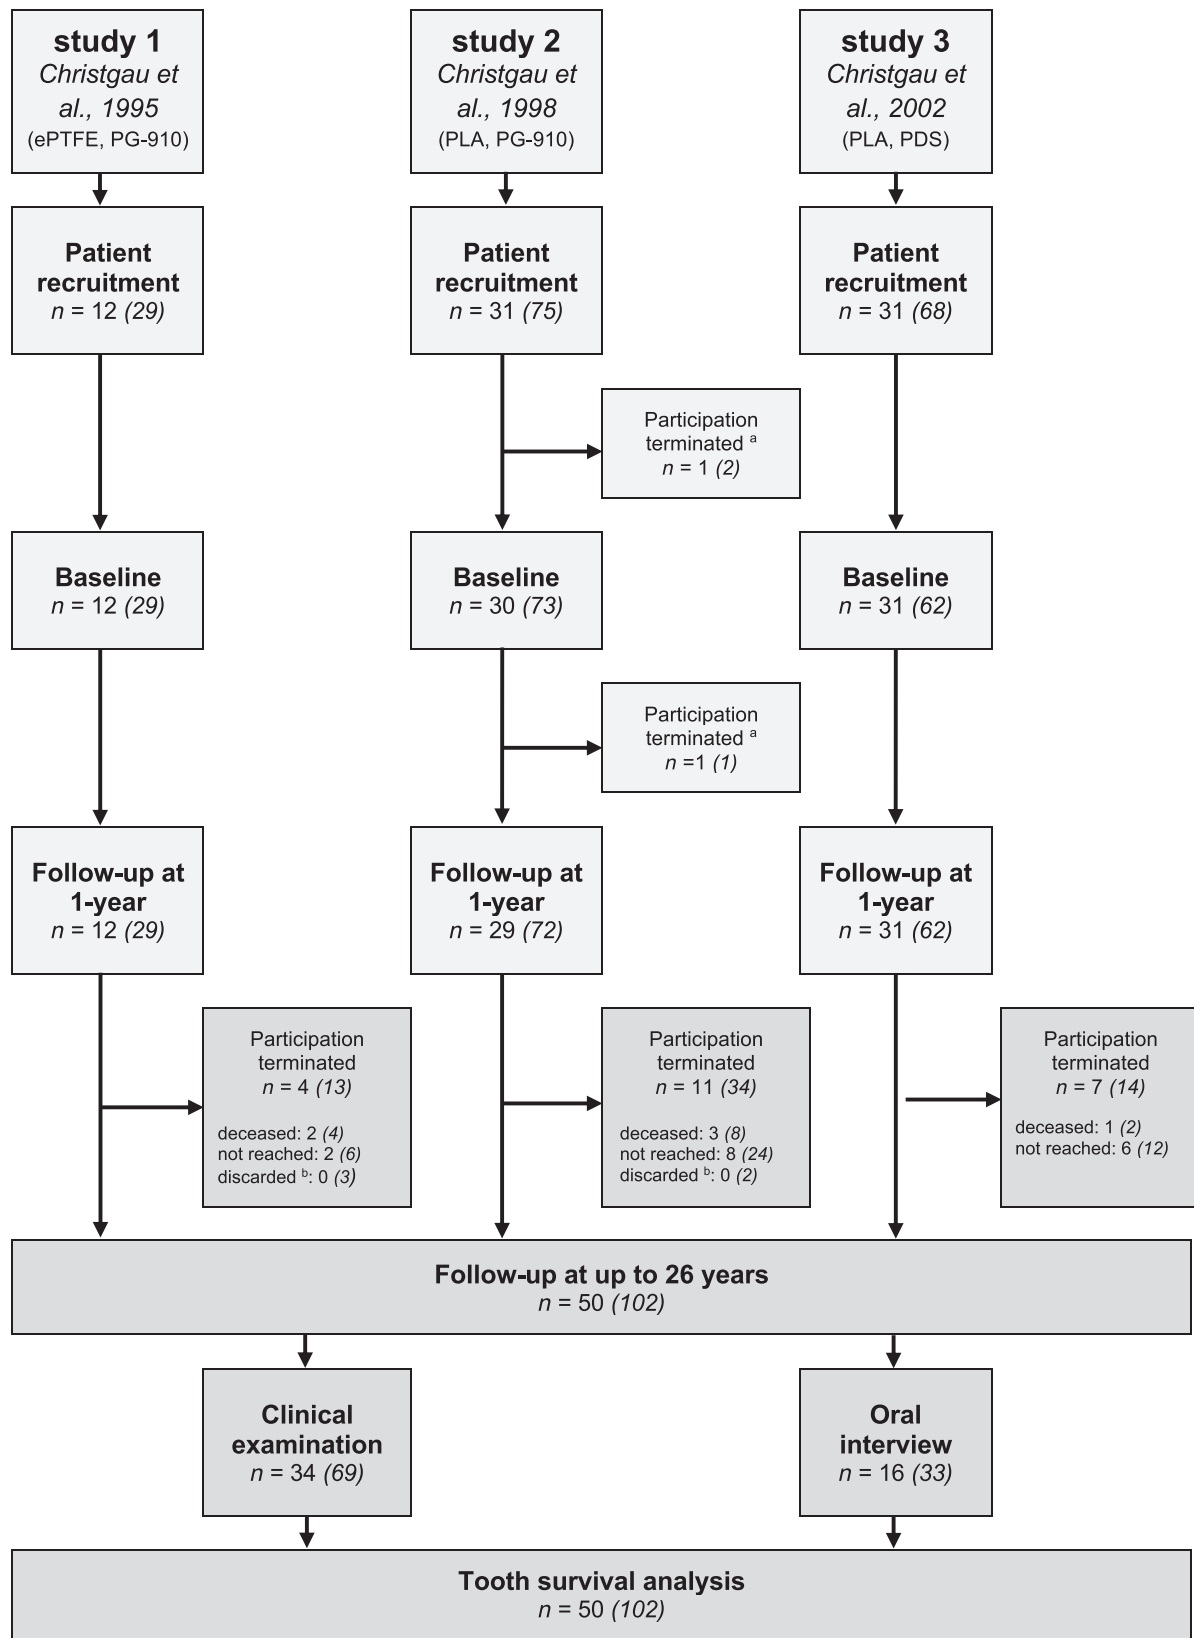 study 1
Christgau et
al., 1995
(ePTFE, PG-910)
study 2
Christgau et
al., 1998
(PLA, PG-910)
study 3
Christgau et
al., 2002
(PLA, PDS)
Patient
recruitment
n = 12 (29)
Patient
recruitment
n = 31 (75)
Patient
recruitment
n = 31 (68)
Participation
terminated a
n = 1 (2)
Baseline
n = 12 (29)
Baseline
n = 30 (73)
Baseline
n = 31 (62)
Participation
terminated a
n =1 (1)
Follow-up at
1-year
n = 12 (29)
Follow-up at
1-year
n = 29 (72)
Follow-up at
1-year
n = 31 (62)
Participation
terminated
n = 4 (13)
deceased: 2 (4)
not reached: 2 (6)
discarded b: 0 (3)
Participation
terminated
n = 11 (34)
deceased: 3 (8)
not reached: 8 (24)
discarded b: 0 (2)
Participation
terminated
n = 7 (14)
deceased: 1 (2)
not reached: 6 (12)
Follow-up at up to 26 years
n = 50 (102)
Clinical
examination
n = 34 (69)
Oral
interview
n = 16 (33)
Tooth survival analysis
n = 50 (102)